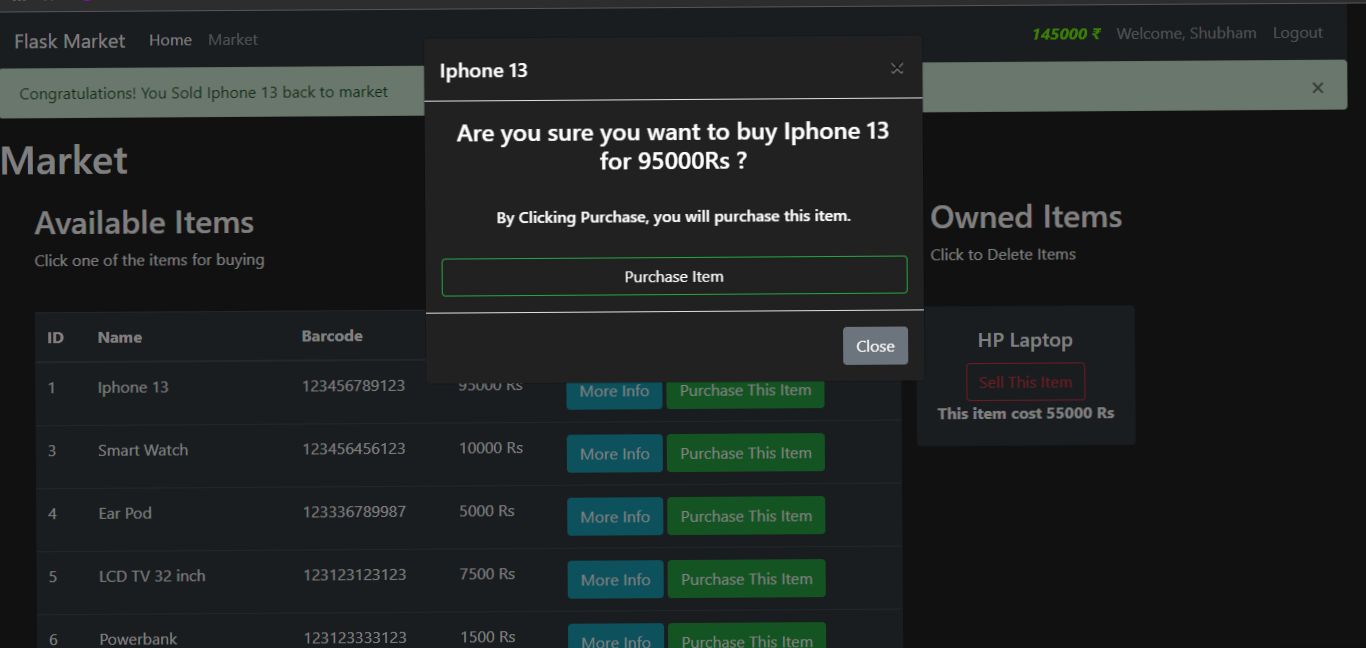 Flask Market Home Market 145000 ₹ Welcome, Shubham Logout
Congratulations! You Sold Iphone 13 back to market ×
Iphone 13 ×
Are you sure you want to buy Iphone 13
for 95000Rs ?
By Clicking Purchase, you will purchase this item.
Purchase Item
Close
Market
Available Items
Click one of the items for buying
ID Name Barcode
1 Iphone 13 123456789123 95000 Rs More Info Purchase This Item
3 Smart Watch 123456456123 10000 Rs More Info Purchase This Item
4 Ear Pod 123336789987 5000 Rs More Info Purchase This Item
5 LCD TV 32 inch 123123123123 7500 Rs More Info Purchase This Item
6 Powerbank 123123333123 1500 Rs More Info Purchase This Item
Owned Items
Click to Delete Items
HP Laptop
Sell This Item
This item cost 55000 Rs